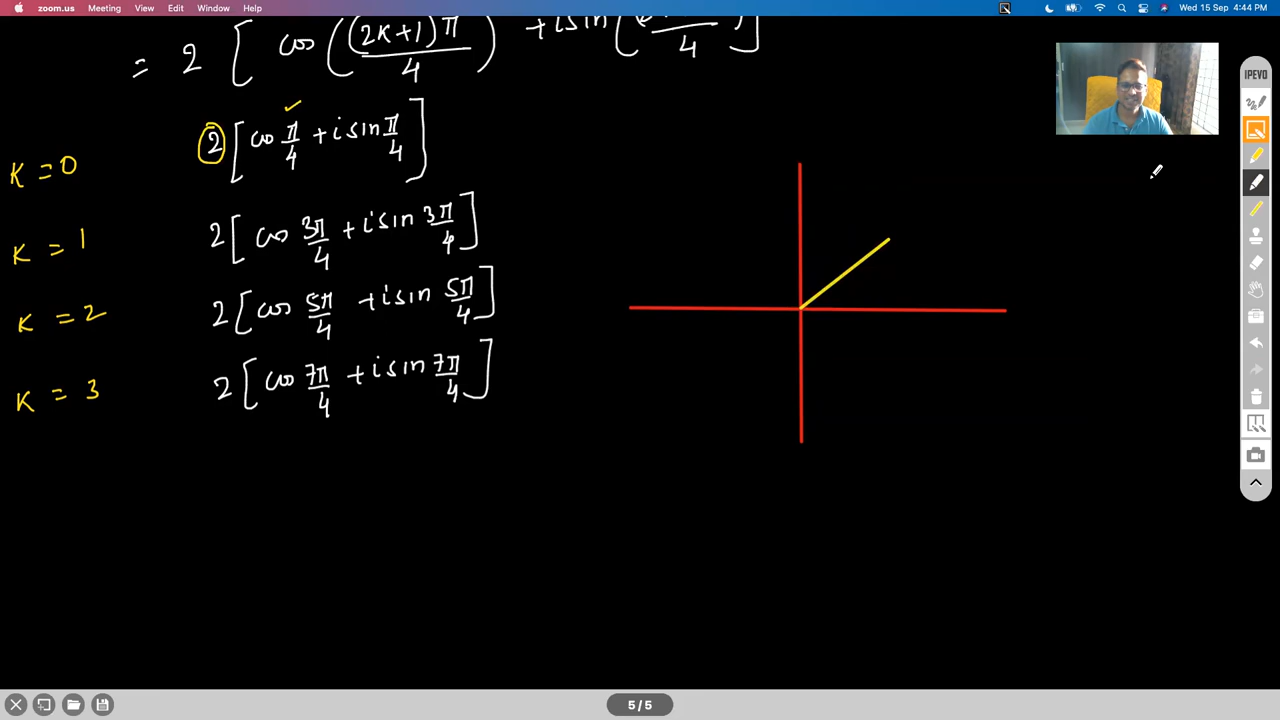 zoom.us Meeting View Edit Window Help Wed 15 Sep 4:44 PM
IPEVO
= 2 [ cos ( (2K+1)π / 4 ) + i sin [ / 4 ]
2 [ cos π/4 + i sin π/4 ]
K = 0
2 [ cos 3π/4 + i sin 3π/4 ]
K = 1
2 [ cos 5π/4 + i sin 5π/4 ]
K = 2
2 [ cos 7π/4 + i sin 7π/4 ]
K = 3
5/5